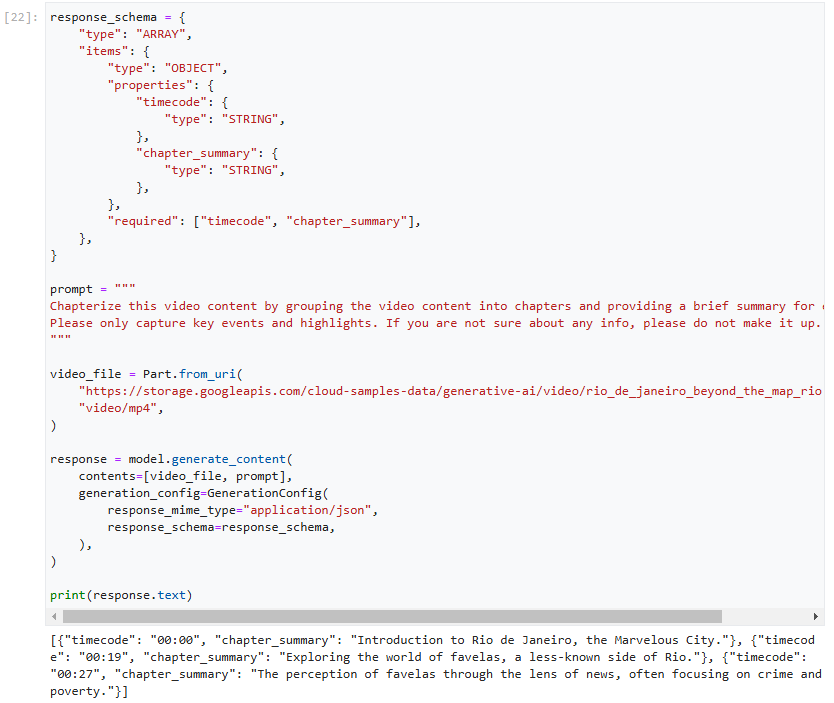 [22]:
response_schema = {
    "type": "ARRAY",
    "items": {
        "type": "OBJECT",
        "properties": {
            "timecode": {
                "type": "STRING",
            },
            "chapter_summary": {
                "type": "STRING",
            },
        },
        "required": ["timecode", "chapter_summary"],
    },
}

prompt = """
Chapterize this video content by grouping the video content into chapters and providing a brief summary for
Please only capture key events and highlights. If you are not sure about any info, please do not make it up.
"""

video_file = Part.from_uri(
    "https://storage.googleapis.com/cloud-samples-data/generative-ai/video/rio_de_janeiro_beyond_the_map_rio
    "video/mp4",
)

response = model.generate_content(
    contents=[video_file, prompt],
    generation_config=GenerationConfig(
        response_mime_type="application/json",
        response_schema=response_schema,
    ),
)

print(response.text)
[{"timecode": "00:00", "chapter_summary": "Introduction to Rio de Janeiro, the Marvelous City."}, {"timecod
e": "00:19", "chapter_summary": "Exploring the world of favelas, a less-known side of Rio."}, {"timecode":
"00:27", "chapter_summary": "The perception of favelas through the lens of news, often focusing on crime and
poverty."}]